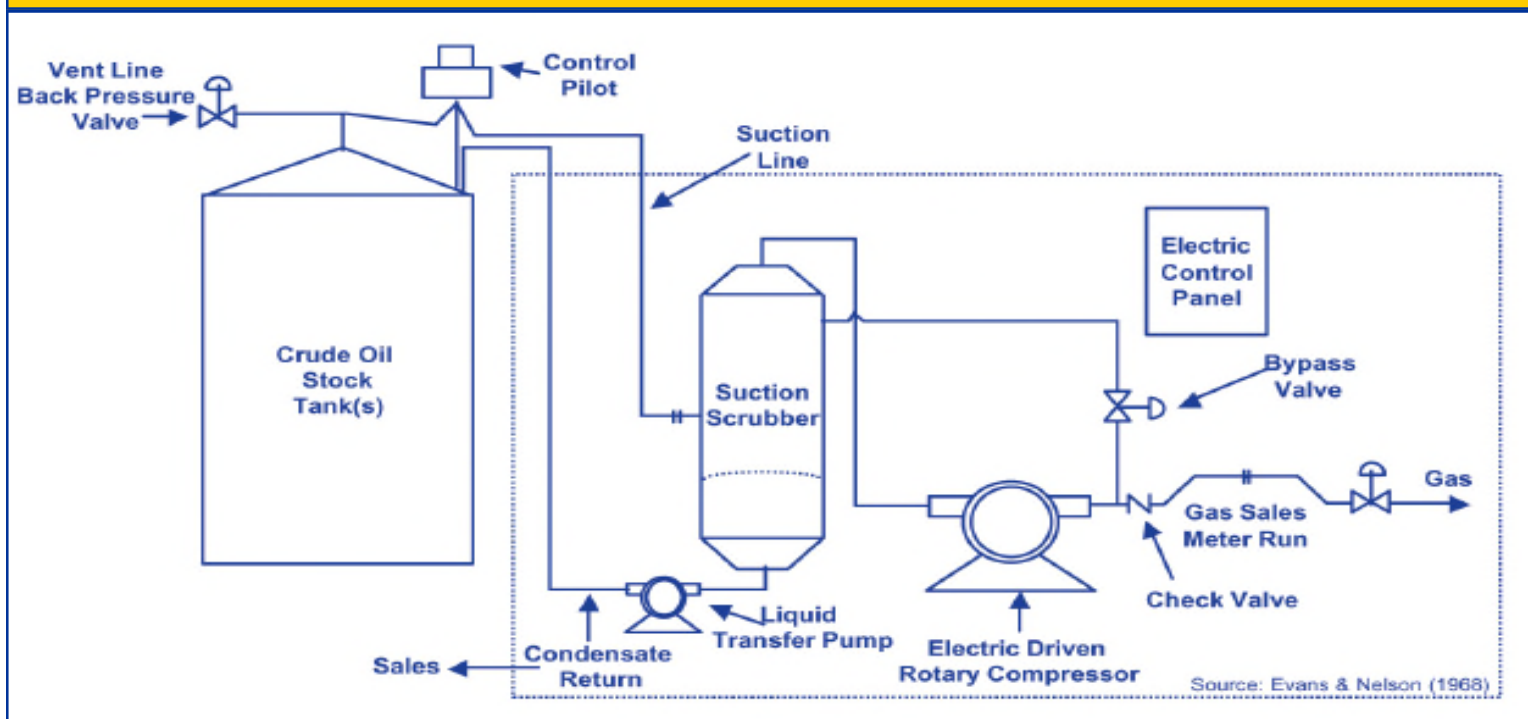 Vent Line
Back Pressure
Valve
Control
Pilot
Suction
Line
Electric
Control
Panel
Crude Oil
Stock
Tank(s)
Suction
Scrubber
Bypass
Valve
Gas
Gas Sales
Meter Run
Check Valve
Liquid
Transfer Pump
Electric Driven
Rotary Compressor
Condensate
Return
Sales
Source: Evans & Nelson (1968)